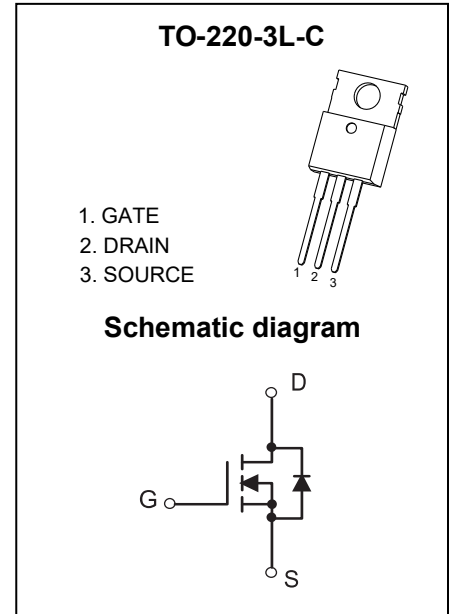 TO-220-3L-C
1. GATE
2. DRAIN
3. SOURCE
1 2 3
Schematic diagram
D
G
S